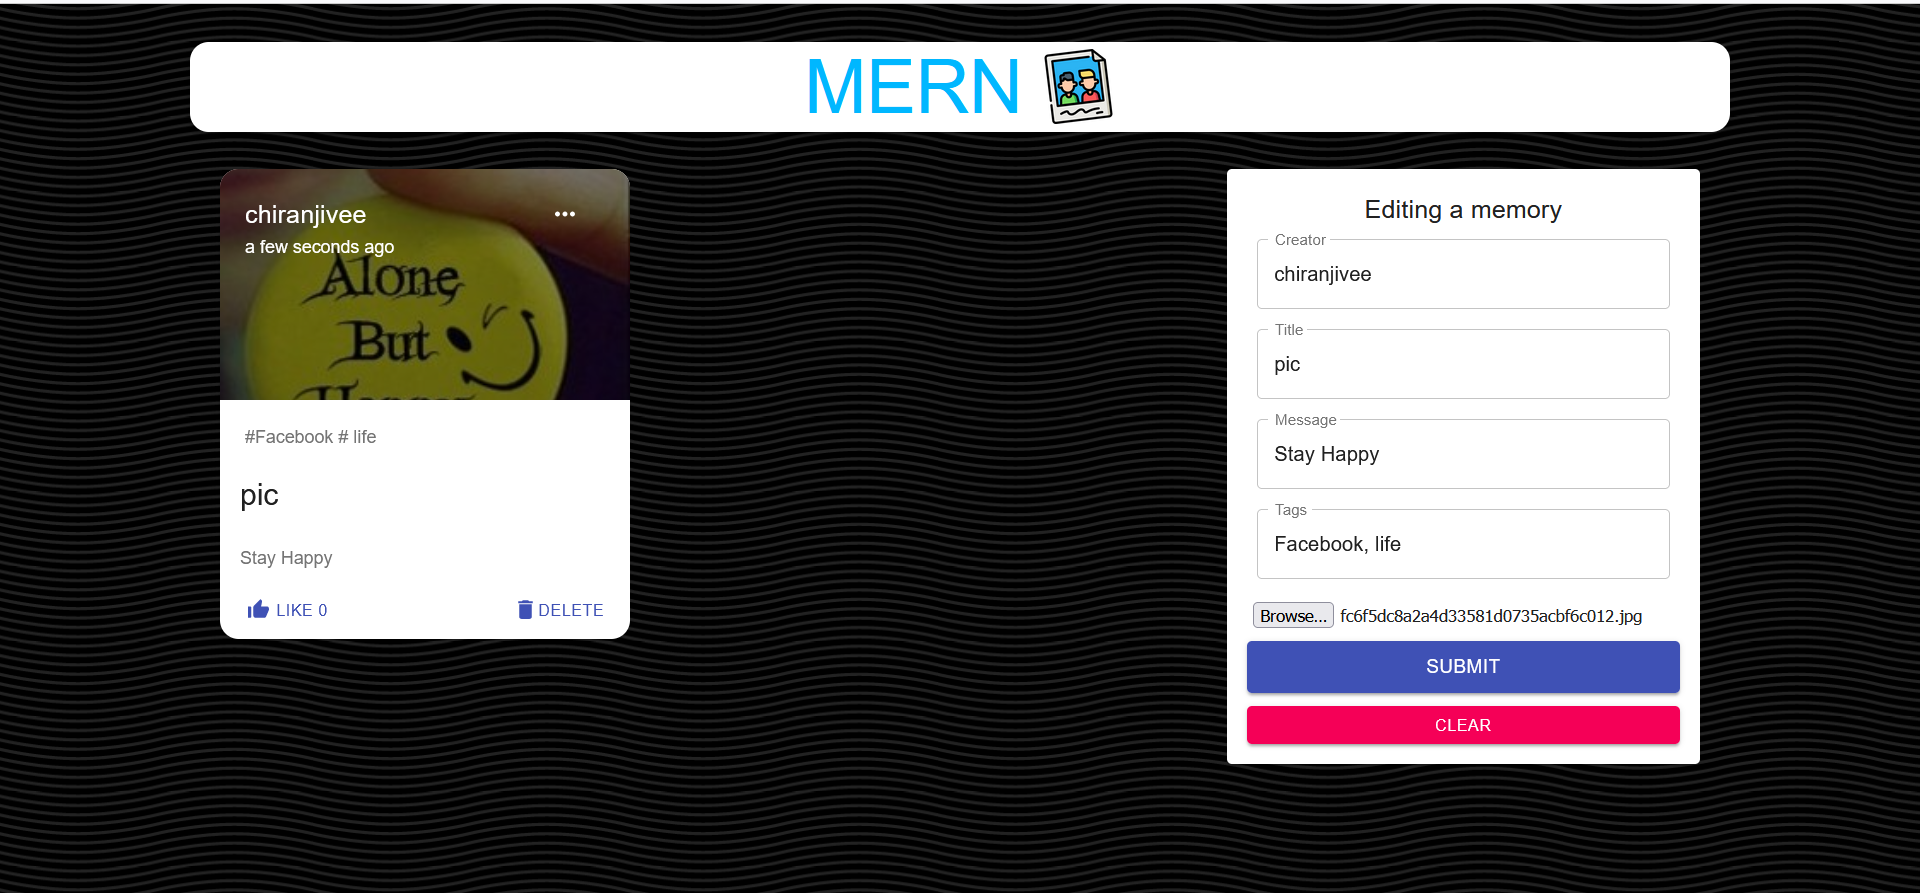 MERN
chiranjivee
a few seconds ago
Alone
But
Happy
#Facebook # life
pic
Stay Happy
LIKE 0
DELETE
Editing a memory
Creator
chiranjivee
Title
pic
Message
Stay Happy
Tags
Facebook, life
Browse... fc6f5dc8a2a4d33581d0735acbf6c012.jpg
SUBMIT
CLEAR